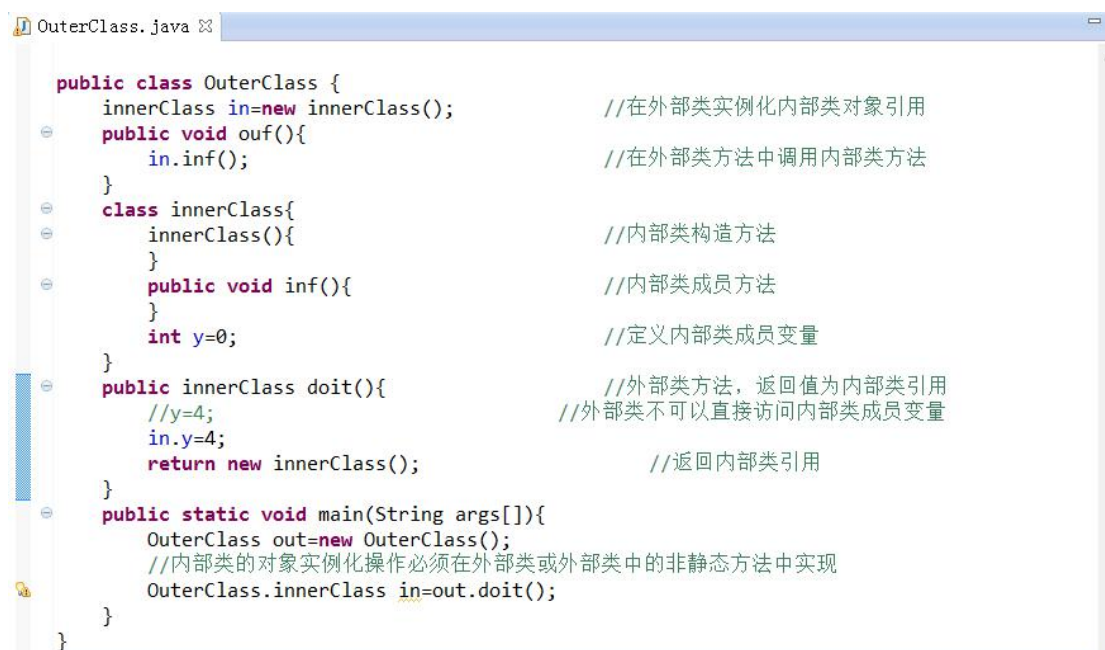 OuterClass.java
public class OuterClass {
innerClass in=new innerClass(); //在外部类实例化内部类对象引用
public void ouf(){
in.inf(); //在外部类方法中调用内部类方法
}
class innerClass{
innerClass(){ //内部类构造方法
}
public void inf(){ //内部类成员方法
}
int y=0; //定义内部类成员变量
}
public innerClass doit(){ //外部类方法，返回值为内部类引用
//y=4; //外部类不可以直接访问内部类成员变量
in.y=4;
return new innerClass(); //返回内部类引用
}
public static void main(String args[]){
OuterClass out=new OuterClass();
//内部类的对象实例化操作必须在外部类或外部类中的非静态方法中实现
OuterClass.innerClass in=out.doit();
}
}